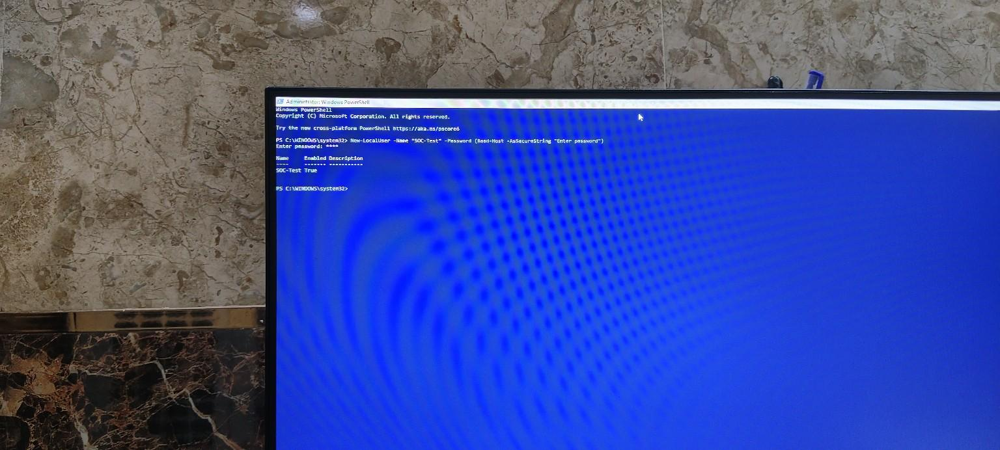 Administrator: Windows PowerShell
Windows PowerShell
Copyright (C) Microsoft Corporation. All rights reserved.
Try the new cross-platform PowerShell https://aka.ms/pscore6
PS C:\WINDOWS\system32> New-LocalUser -Name "SOC-Test" -Password (Read-Host -AsSecureString "Enter password")
Enter password: ****
Name     Enabled Description
----     ------- -----------
SOC-Test True
PS C:\WINDOWS\system32>